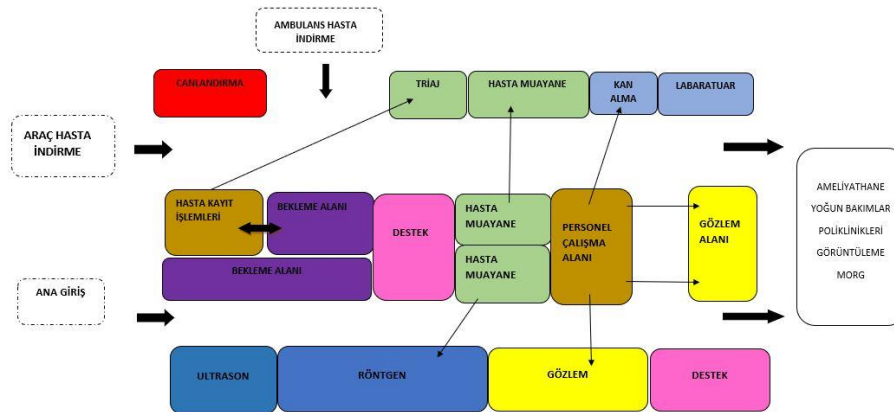 AMBULANS HASTA
İNDİRME
CANLANDIRMA
TRİAJ
HASTA MUAYANE
KAN
ALMA
LABARATUAR
ARAÇ HASTA
İNDİRME
HASTA KAYIT
İŞLEMLERİ
BEKLEME ALANI
DESTEK
HASTA
MUAYANE
PERSONEL
ÇALIŞMA
ALANI
GÖZLEM
ALANI
AMELİYATHANE
YOĞUN BAKIMLAR
POLİKLİNİKLERİ
GÖRÜNTÜLEME
MORG
HASTA
MUAYANE
BEKLEME ALANI
ANA GİRİŞ
ULTRASON
RÖNTGEN
GÖZLEM
DESTEK